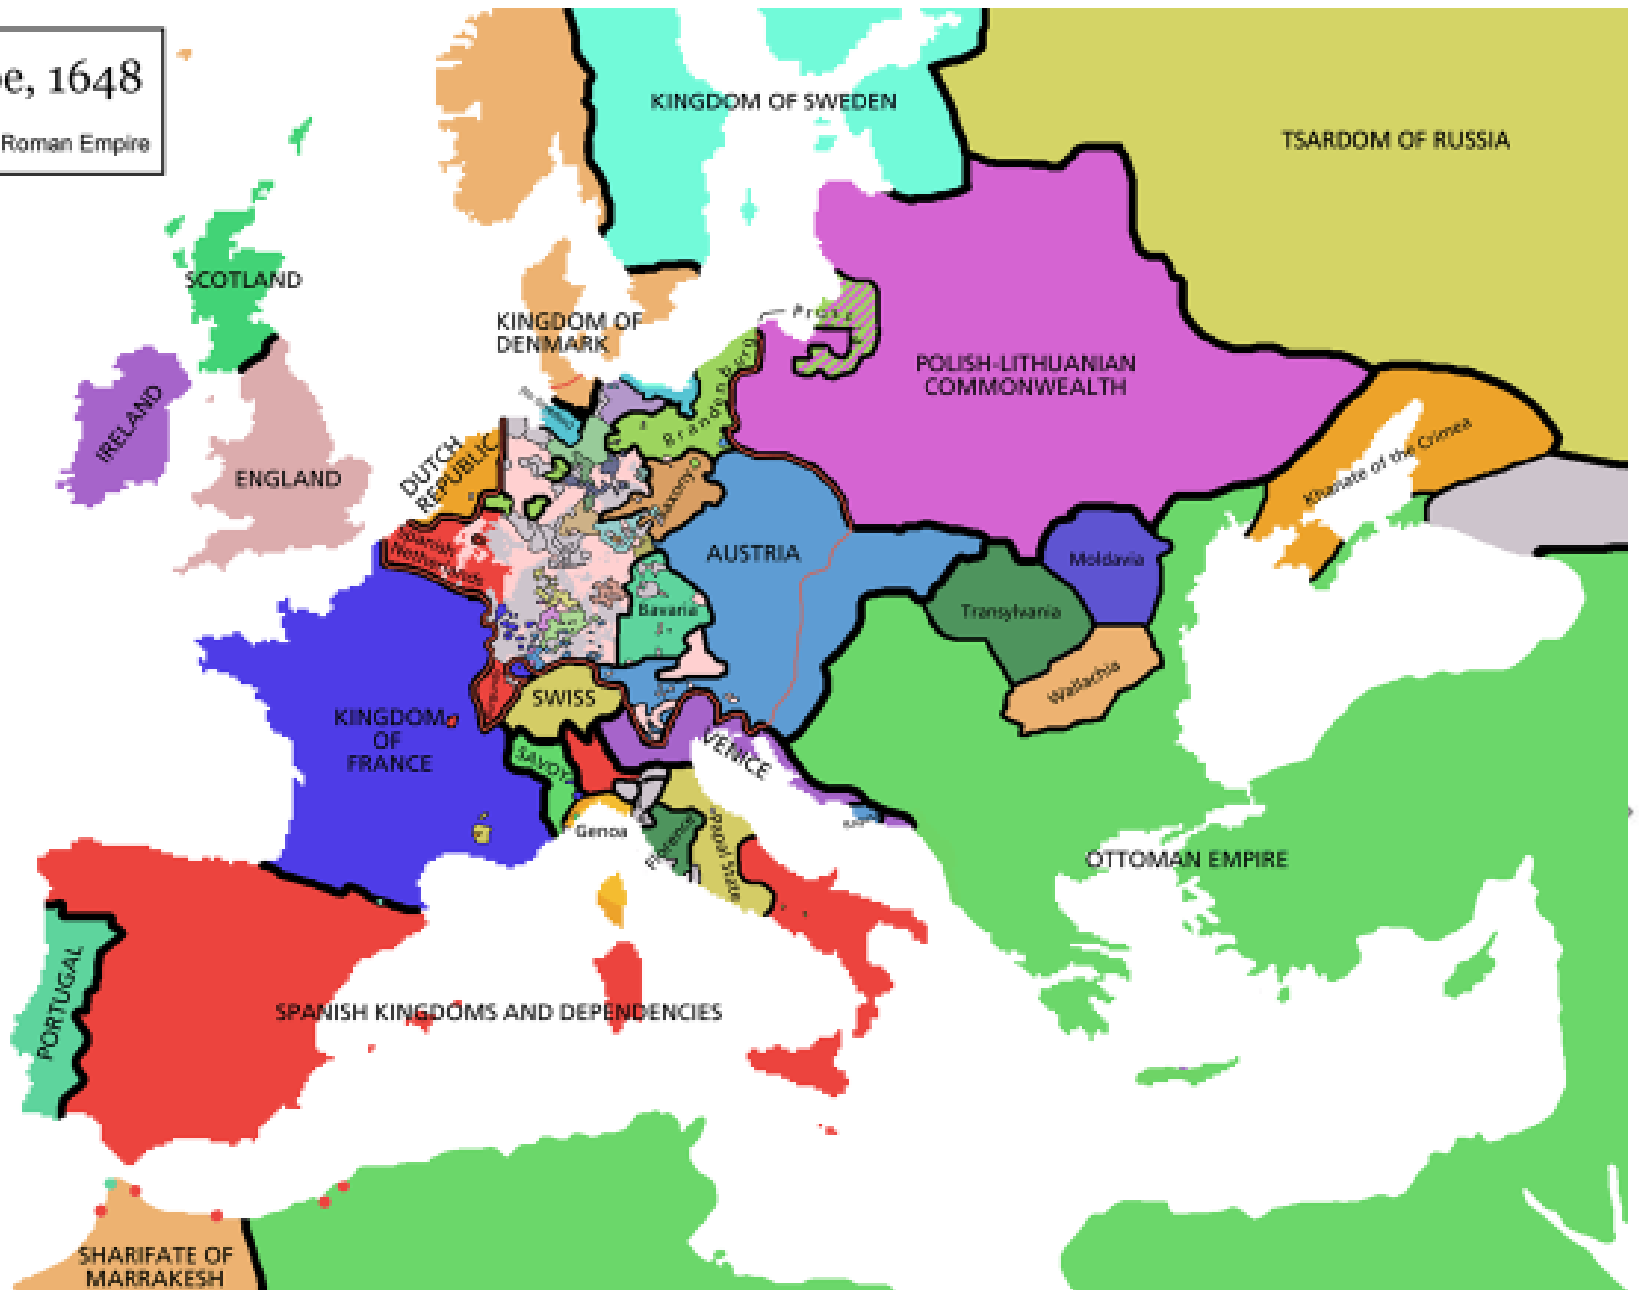 e, 1648
Roman Empire
KINGDOM OF SWEDEN
TSARDOM OF RUSSIA
SCOTLAND
KINGDOM OF
DENMARK
POLISH-LITHUANIAN
COMMONWEALTH
IRELAND
ENGLAND
DUTCH
REPUBLIC
Brandenburg
Saxony
Khanate of the Crimea
Spanish
Netherlands
AUSTRIA
Moldavia
Bavaria
Transylvania
Wallachia
SWISS
KINGDOM
OF
FRANCE
SAVOY
VENICE
Genoa
Florence
Papal State
OTTOMAN EMPIRE
PORTUGAL
SPANISH KINGDOMS AND DEPENDENCIES
SHARIFATE OF
MARRAKESH